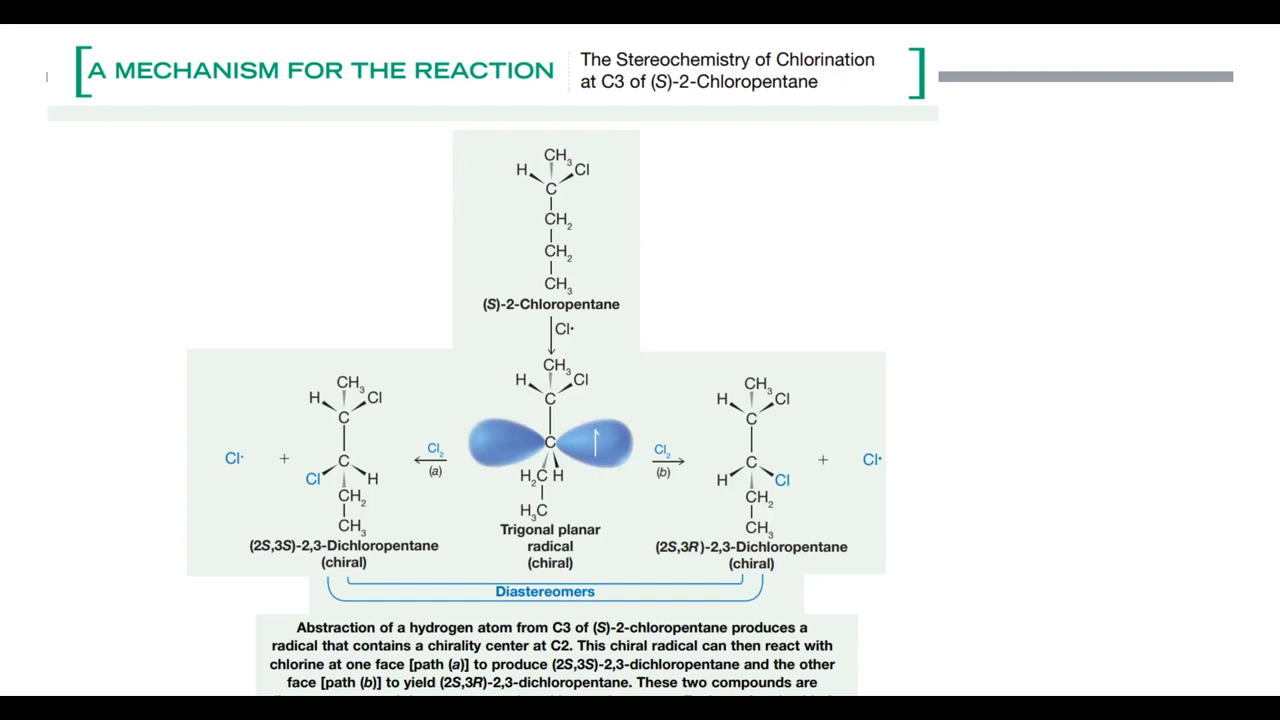 A MECHANISM FOR THE REACTION
The Stereochemistry of Chlorination
at C3 of (S)-2-Chloropentane
CH3
H
Cl
C
CH2
CH2
CH3
(S)-2-Chloropentane
Cl·
CH3
H
Cl
C
C
H2C H
H3C
Trigonal planar
radical
(chiral)
Cl2
(a)
Cl·
+
CH3
H
Cl
C
C
Cl
H
CH2
CH3
(2S,3S)-2,3-Dichloropentane
(chiral)
Cl2
(b)
CH3
H
Cl
C
C
H
Cl
CH2
CH3
+
Cl·
(2S,3R)-2,3-Dichloropentane
(chiral)
Diastereomers
Abstraction of a hydrogen atom from C3 of (S)-2-chloropentane produces a
radical that contains a chirality center at C2. This chiral radical can then react with
chlorine at one face [path (a)] to produce (2S,3S)-2,3-dichloropentane and the other
face [path (b)] to yield (2S,3R)-2,3-dichloropentane. These two compounds are